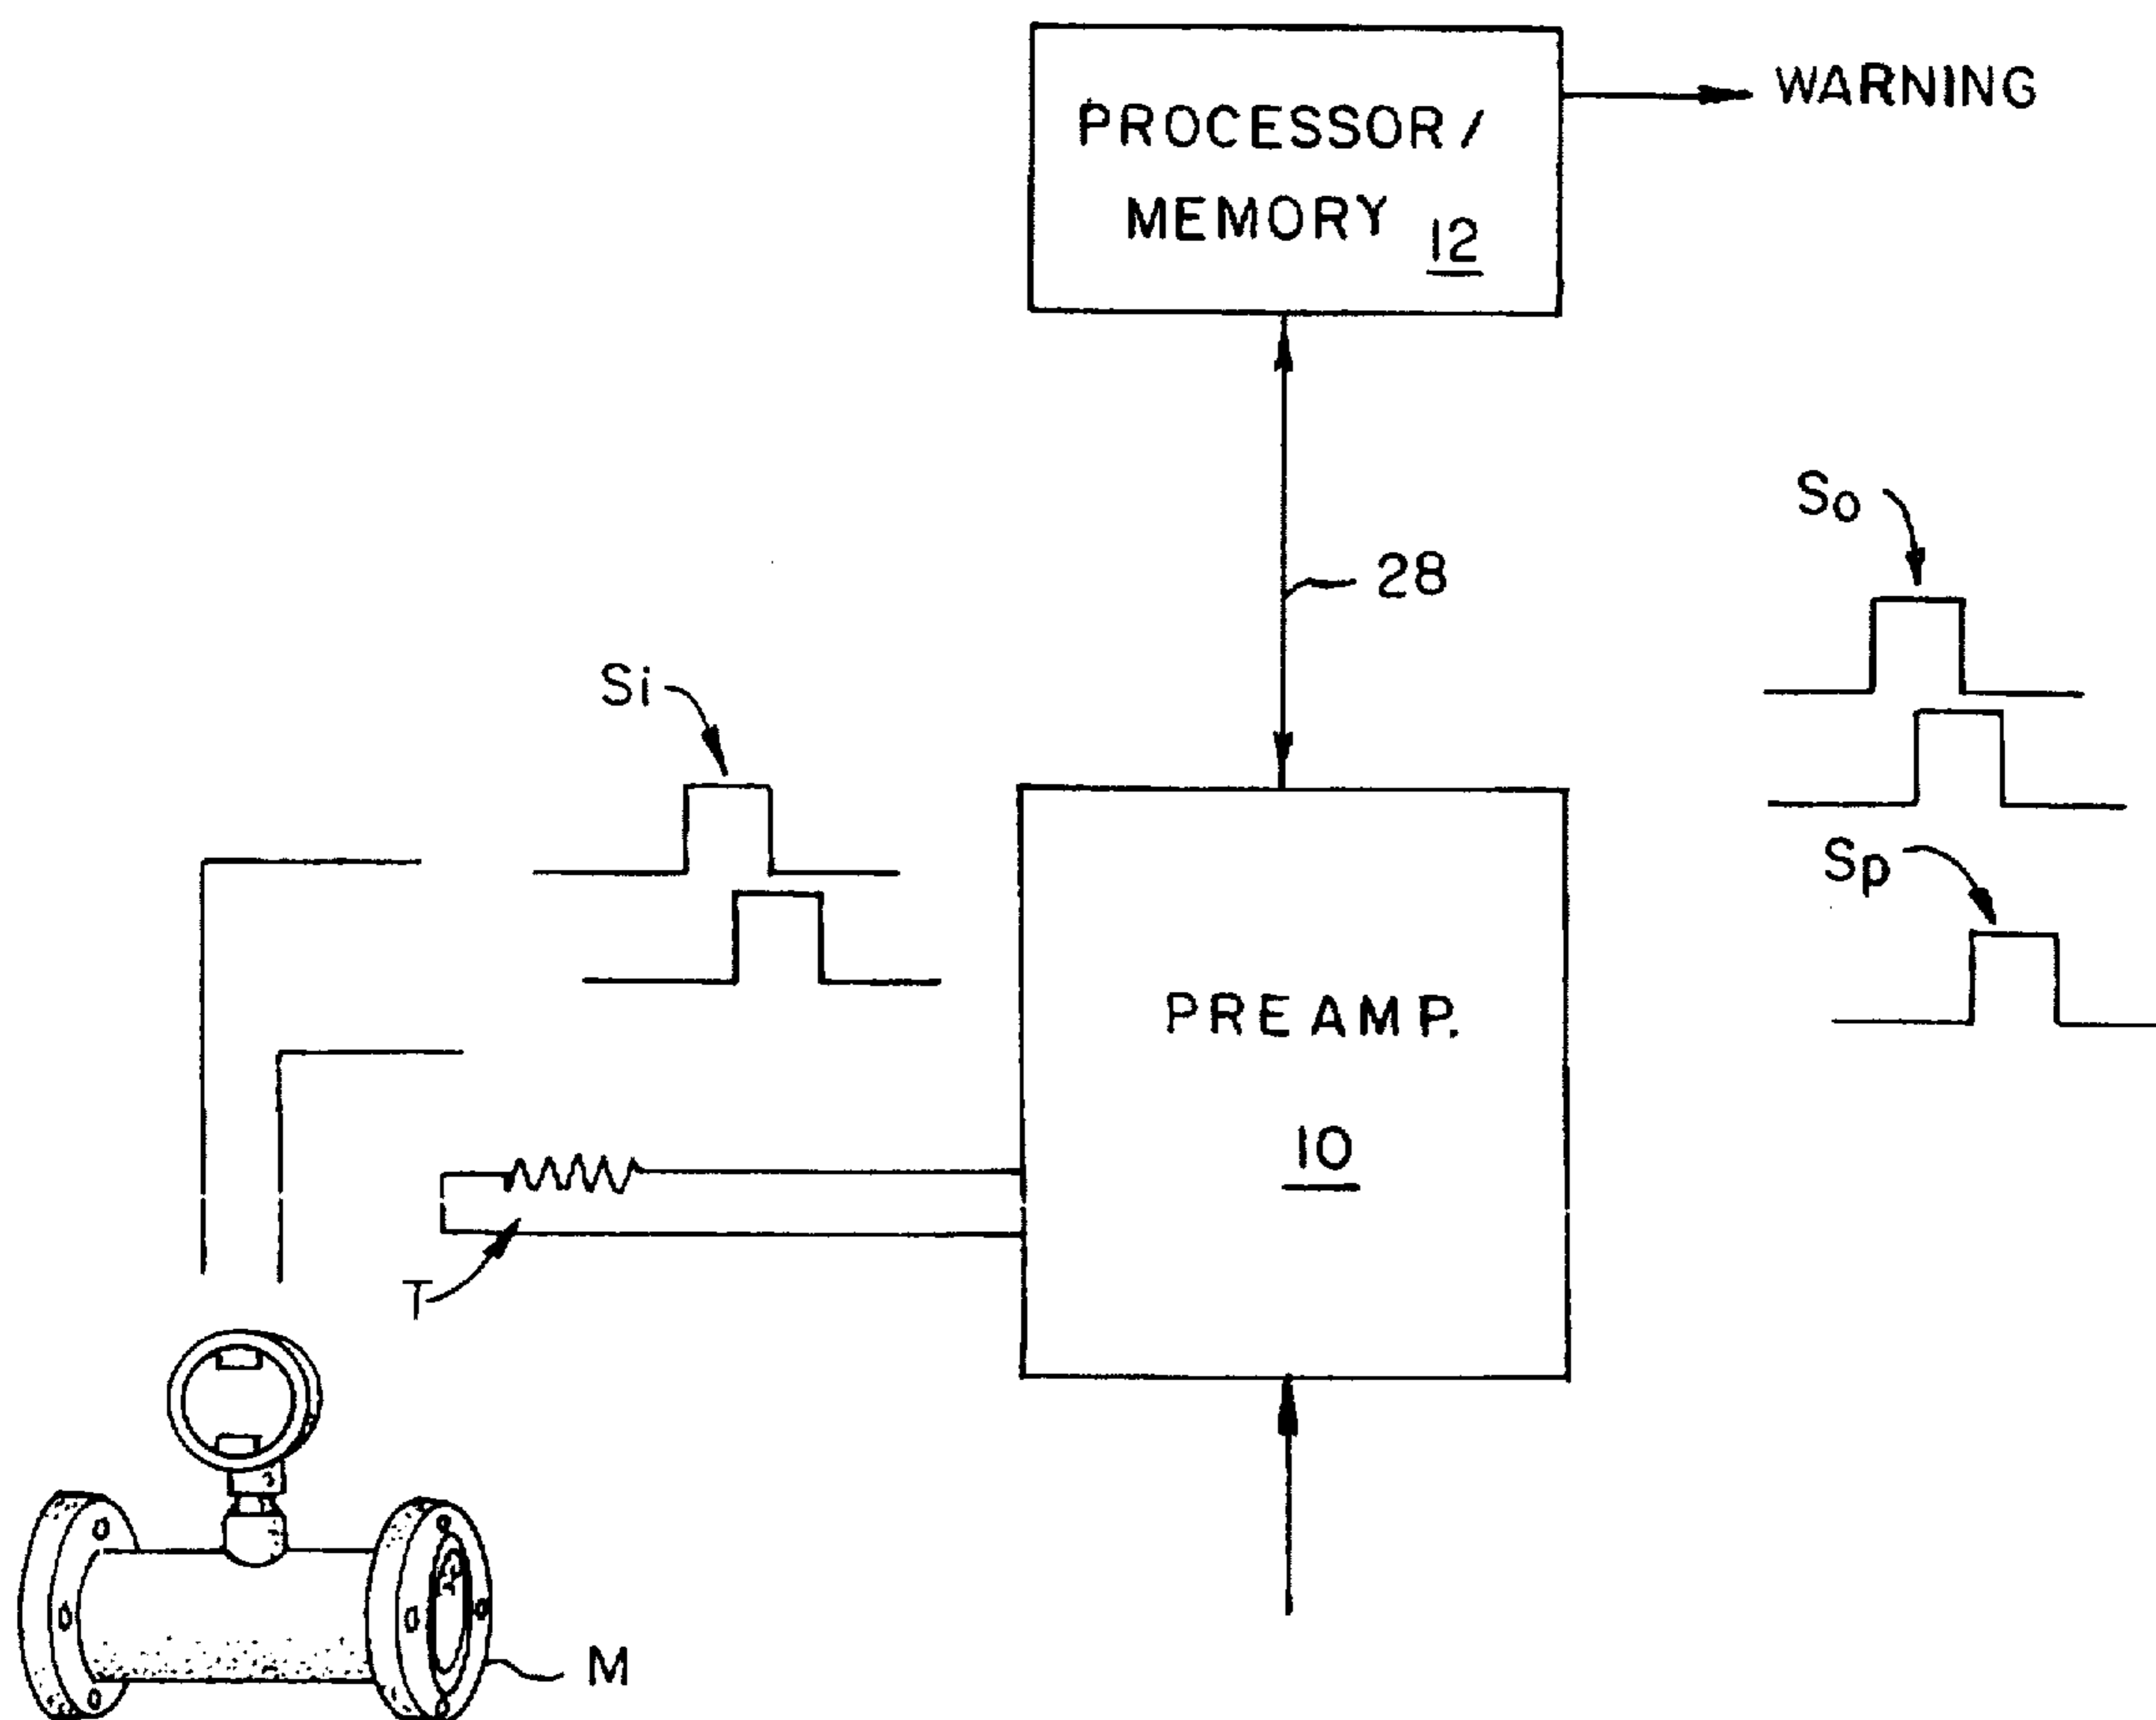 PROCESSOR/
MEMORY 12
WARNING
So
28
Si
Sp
PREAMP.
10
T
M